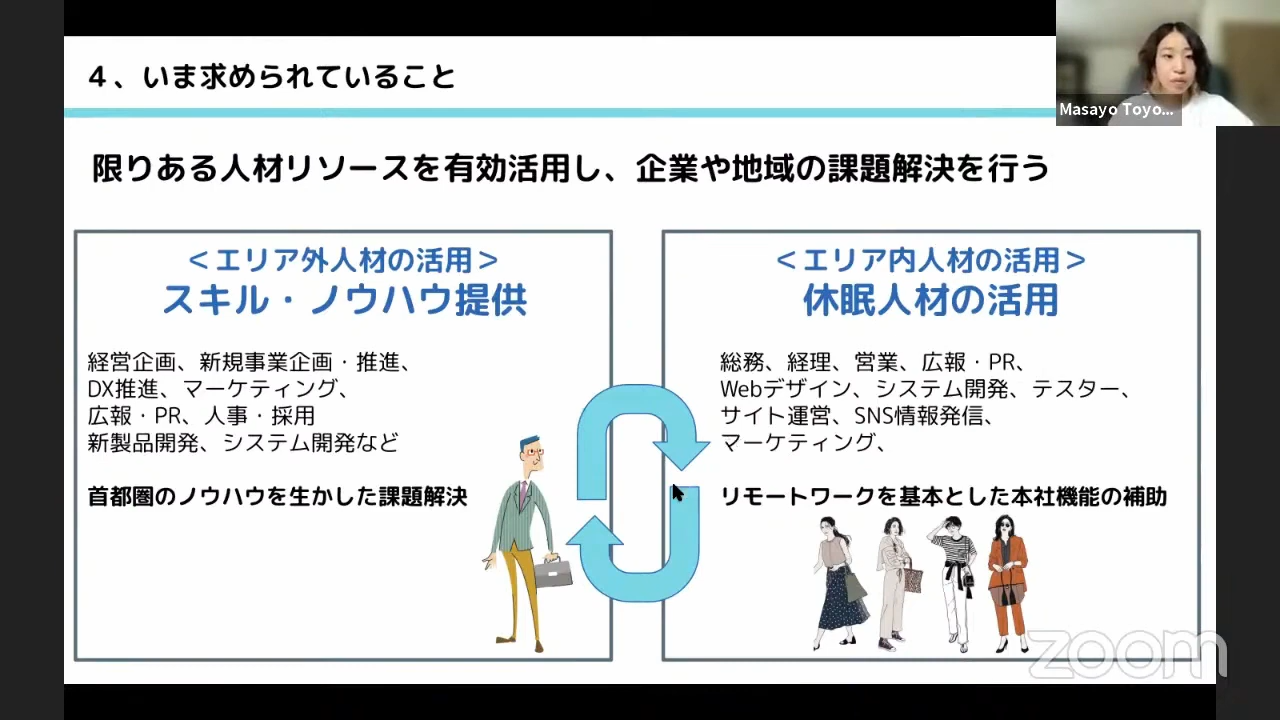 4、いま求められていること
Masayo Toyo...
限りある人材リソースを有効活用し、企業や地域の課題解決を行う
＜エリア外人材の活用＞
スキル・ノウハウ提供
経営企画、新規事業企画・推進、
DX推進、マーケティング、
広報・PR、人事・採用
新製品開発、システム開発など
首都圏のノウハウを生かした課題解決
＜エリア内人材の活用＞
休眠人材の活用
総務、経理、営業、広報・PR、
Webデザイン、システム開発、テスター、
サイト運営、SNS情報発信、
マーケティング、
リモートワークを基本とした本社機能の補助
zoom